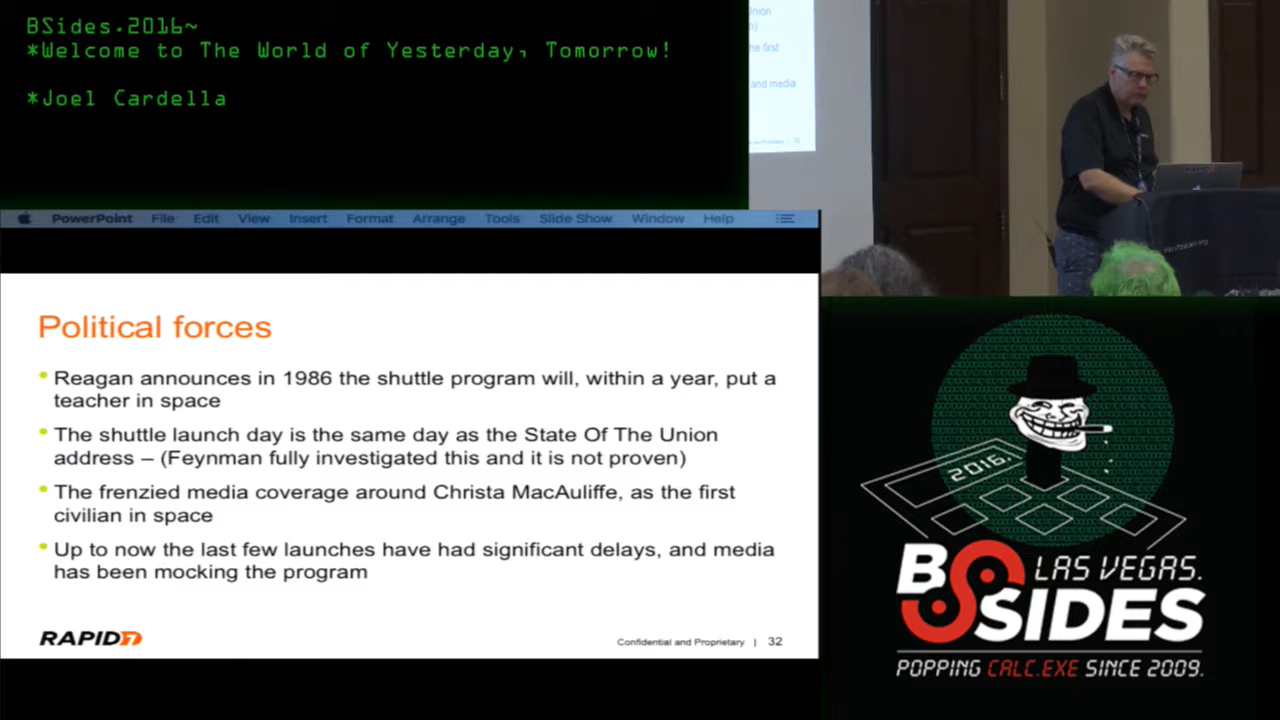 BSides.2016~
*Welcome to The World of Yesterday, Tomorrow!
*Joel Cardella
nion
he first
and media
PowerPoint File Edit View Insert Format Arrange Tools Slide Show Window Help
Political forces
Reagan announces in 1986 the shuttle program will, within a year, put a
teacher in space
The shuttle launch day is the same day as the State Of The Union
address – (Feynman fully investigated this and it is not proven)
The frenzied media coverage around Christa MacAuliffe, as the first
civilian in space
Up to now the last few launches have had significant delays, and media
has been mocking the program
RAPID7
Confidential and Proprietary | 32
2016.
BSIDES
LAS VEGAS.
POPPING CALC.EXE SINCE 2009.